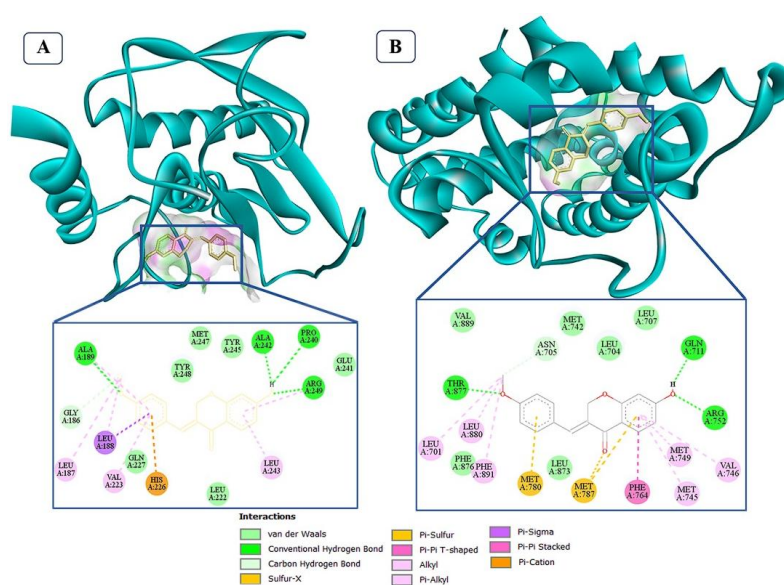 A
B
ALA
A:189
MET
A:247
TYR
A:245
ALA
A:242
PRO
A:240
TYR
A:248
GLU
A:241
H
ARG
A:249
GLY
A:186
LEU
A:188
LEU
A:187
GLN
A:227
VAL
A:223
HIS
A:226
LEU
A:243
LEU
A:222
VAL
A:889
MET
A:742
LEU
A:707
ASN
A:705
LEU
A:704
GLN
A:711
THR
A:877
H
O
O
O
O
ARG
A:752
LEU
A:701
LEU
A:880
PHE
A:876
PHE
A:891
LEU
A:873
MET
A:749
VAL
A:746
MET
A:780
MET
A:787
PHE
A:764
MET
A:745
Interactions
van der Waals
Conventional Hydrogen Bond
Carbon Hydrogen Bond
Sulfur-X
Pi-Sulfur
Pi-Pi T-shaped
Alkyl
Pi-Alkyl
Pi-Sigma
Pi-Pi Stacked
Pi-Cation